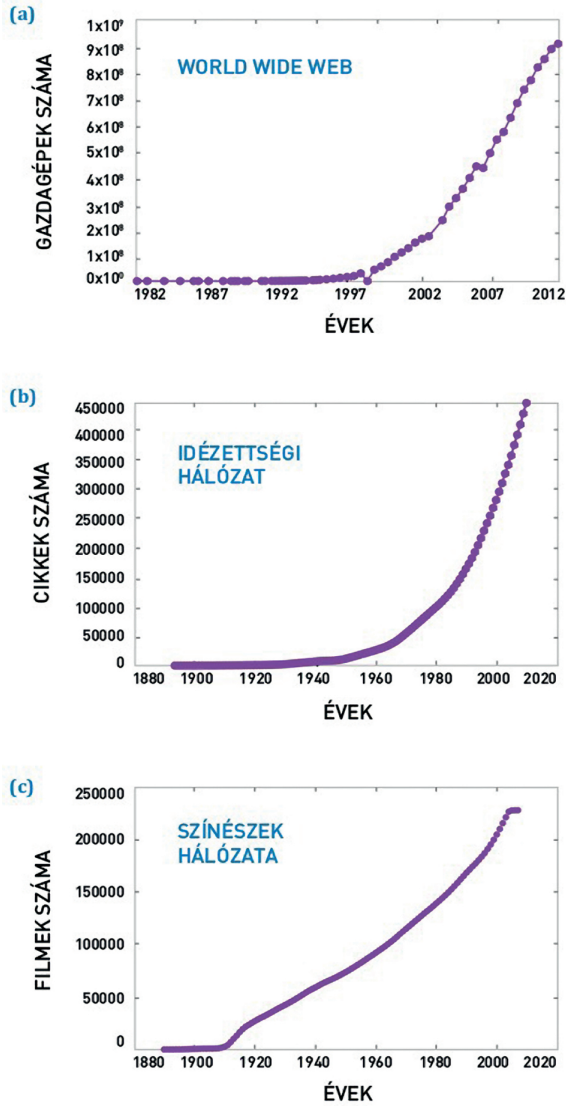 (a)
1x10⁹
9x10⁸
8x10⁸
7x10⁸
6x10⁸
5x10⁸
4x10⁸
3x10⁸
2x10⁸
1x10⁸
0x10⁰
GAZDAGÉPEK SZÁMA
WORLD WIDE WEB
1982 1987 1992 1997 2002 2007 2012
ÉVEK
(b)
450000
400000
350000
300000
250000
200000
150000
100000
50000
0
CIKKEK SZÁMA
IDÉZETTSÉGI
HÁLÓZAT
1880 1900 1920 1940 1960 1980 2000 2020
ÉVEK
(c)
250000
200000
150000
100000
50000
0
FILMEK SZÁMA
SZÍNÉSZEK
HÁLÓZATA
1880 1900 1920 1940 1960 1980 2000 2020
ÉVEK